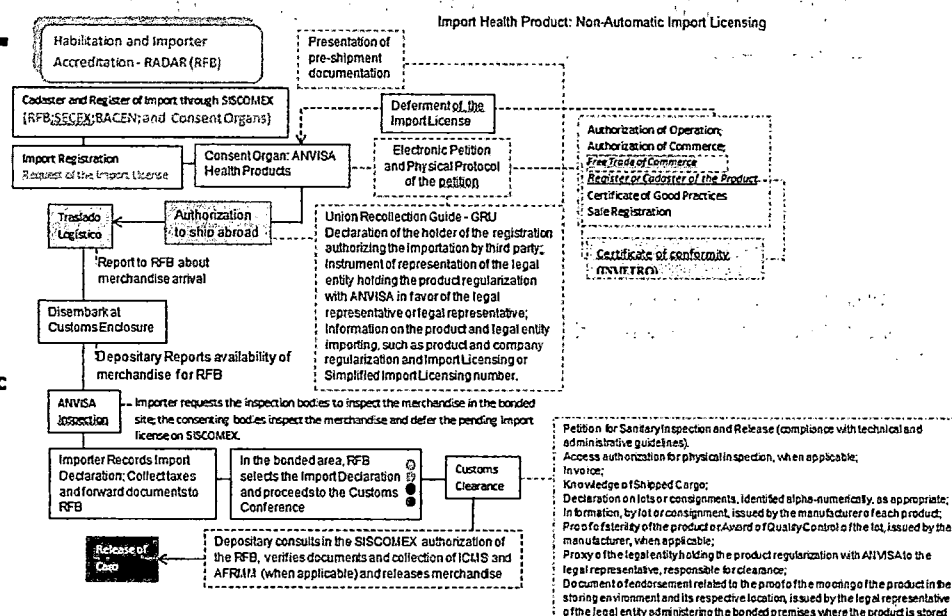 Import Health Product: Non-Automatic Import Licensing
Habilitation and Importer
Accreditation - RADAR (RFB)
Presentation of
pre-shipment
documentation
Cadaster and Register of Import through SISCOMEX
(RFB;SECEX;BACEN; and Consent Organs)
Deferment of the
Import License
Import Registration
Request of the Import License
Consent Organ: ANVISA
Health Products
Electronic Petition
and Physical Protocol
of the petition
Authorization of Operation;
Authorization of Commerce;
Free Trade of Commerce
Register or Cadaster of the Product
Certificate of Good Practices
Safe Registration
Certificate of conformity
(INMETRO)
Traslado
Logístico
Authorization
to ship abroad
Union Recollection Guide - GRU
Declaration of the holder of the registration
authorizing the importation by third party;
Instrument of representation of the legal
entity holding the product regularization
with ANVISA in favor of the legal
representative or legal representative;
Information on the product and legal entity
importing, such as product and company
regularization and Import Licensing or
Simplified Import Licensing number.
Report to RFB about
merchandise arrival
Disembark at
Customs Enclosure
Depositary Reports availability of
merchandise for RFB
ANVISA
Inspection
Importer requests the inspection bodies to inspect the merchandise in the bonded
site; the consenting bodies inspect the merchandise and defer the pending import
license on SISCOMEX.
Importer Records Import
Declaration; Collect taxes
and forward documents to
RFB
In the bonded area, RFB
selects the Import Declaration
and proceeds to the Customs
Conference
Customs
Clearance
Release of
Depositary consults in the SISCOMEX authorization of
the RFB, verifies documents and collection of ICMS and
AFRMM (when applicable) and releases merchandise
Petition for Sanitary Inspection and Release (compliance with technical and
administrative guidelines).
Access authorization for physical inspection, when applicable;
Invoice;
Knowledge of Shipped Cargo;
Declaration on lots or consignments, identified alpha-numerically, as appropriate;
Information, by lot or consignment, issued by the manufacturer of each product;
Proof of sterility of the product or Award of Quality Control of the lot, issued by the
manufacturer, when applicable;
Proxy of the legal entity holding the product regularization with ANVISA to the
legal representative, responsible for clearance;
Document of endorsement related to the proof of the mooring of the product in the
storing environment and its respective location, issued by the legal representative
of the legal entity administering the bonded premises where the product is stored